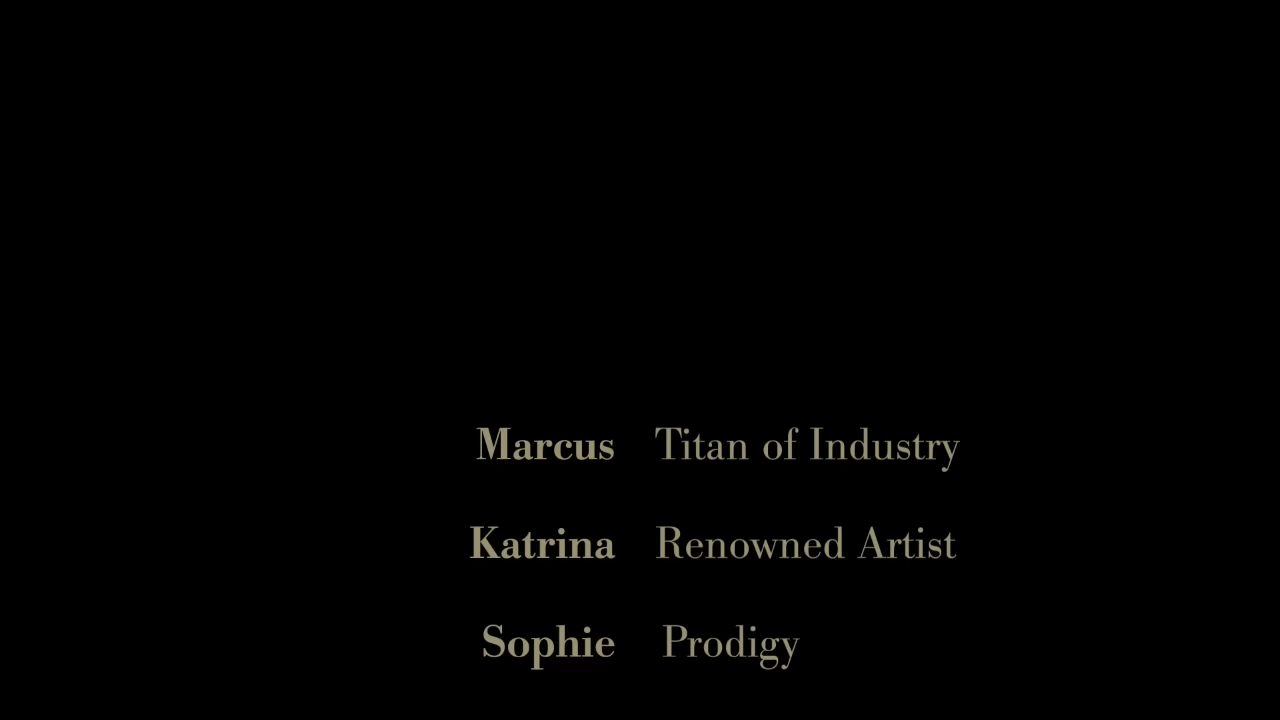 Marcus Titan of Industry
Katrina Renowned Artist
Sophie Prodigy